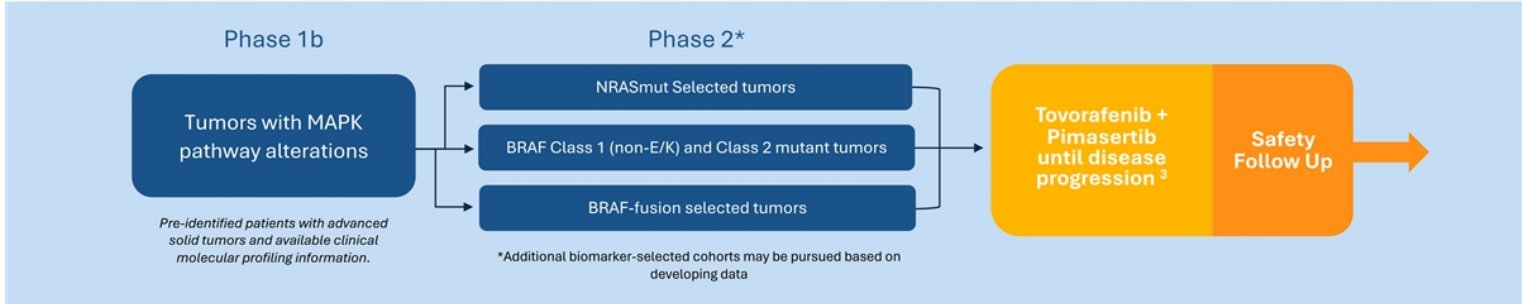 Phase 1b
Tumors with MAPK
pathway alterations
Pre-identified patients with advanced
solid tumors and available clinical
molecular profiling information.
Phase 2*
NRASmut Selected tumors
BRAF Class 1 (non-E/K) and Class 2 mutant tumors
BRAF-fusion selected tumors
*Additional biomarker-selected cohorts may be pursued based on
developing data
Tovorafenib +
Pimasertib
until disease
progression ³
Safety
Follow Up